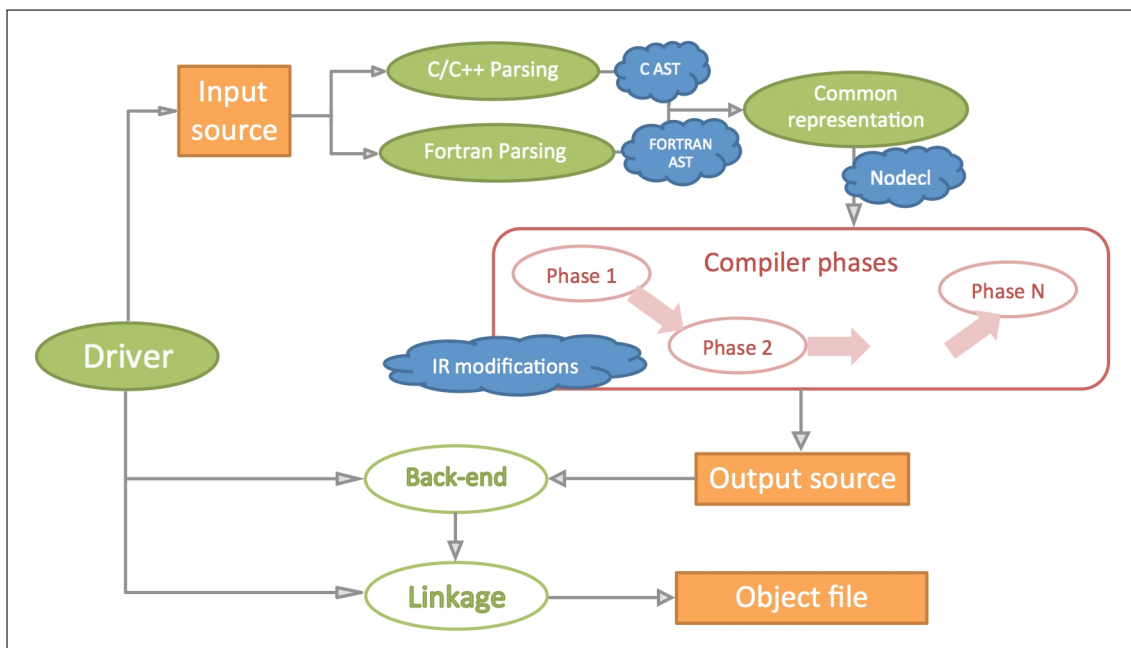 Input
source
C/C++ Parsing
C AST
Fortran Parsing
FORTRAN
AST
Common
representation
Nodecl
Compiler phases
Phase 1
Phase 2
Phase N
IR modifications
Driver
Back-end
Output source
Linkage
Object file